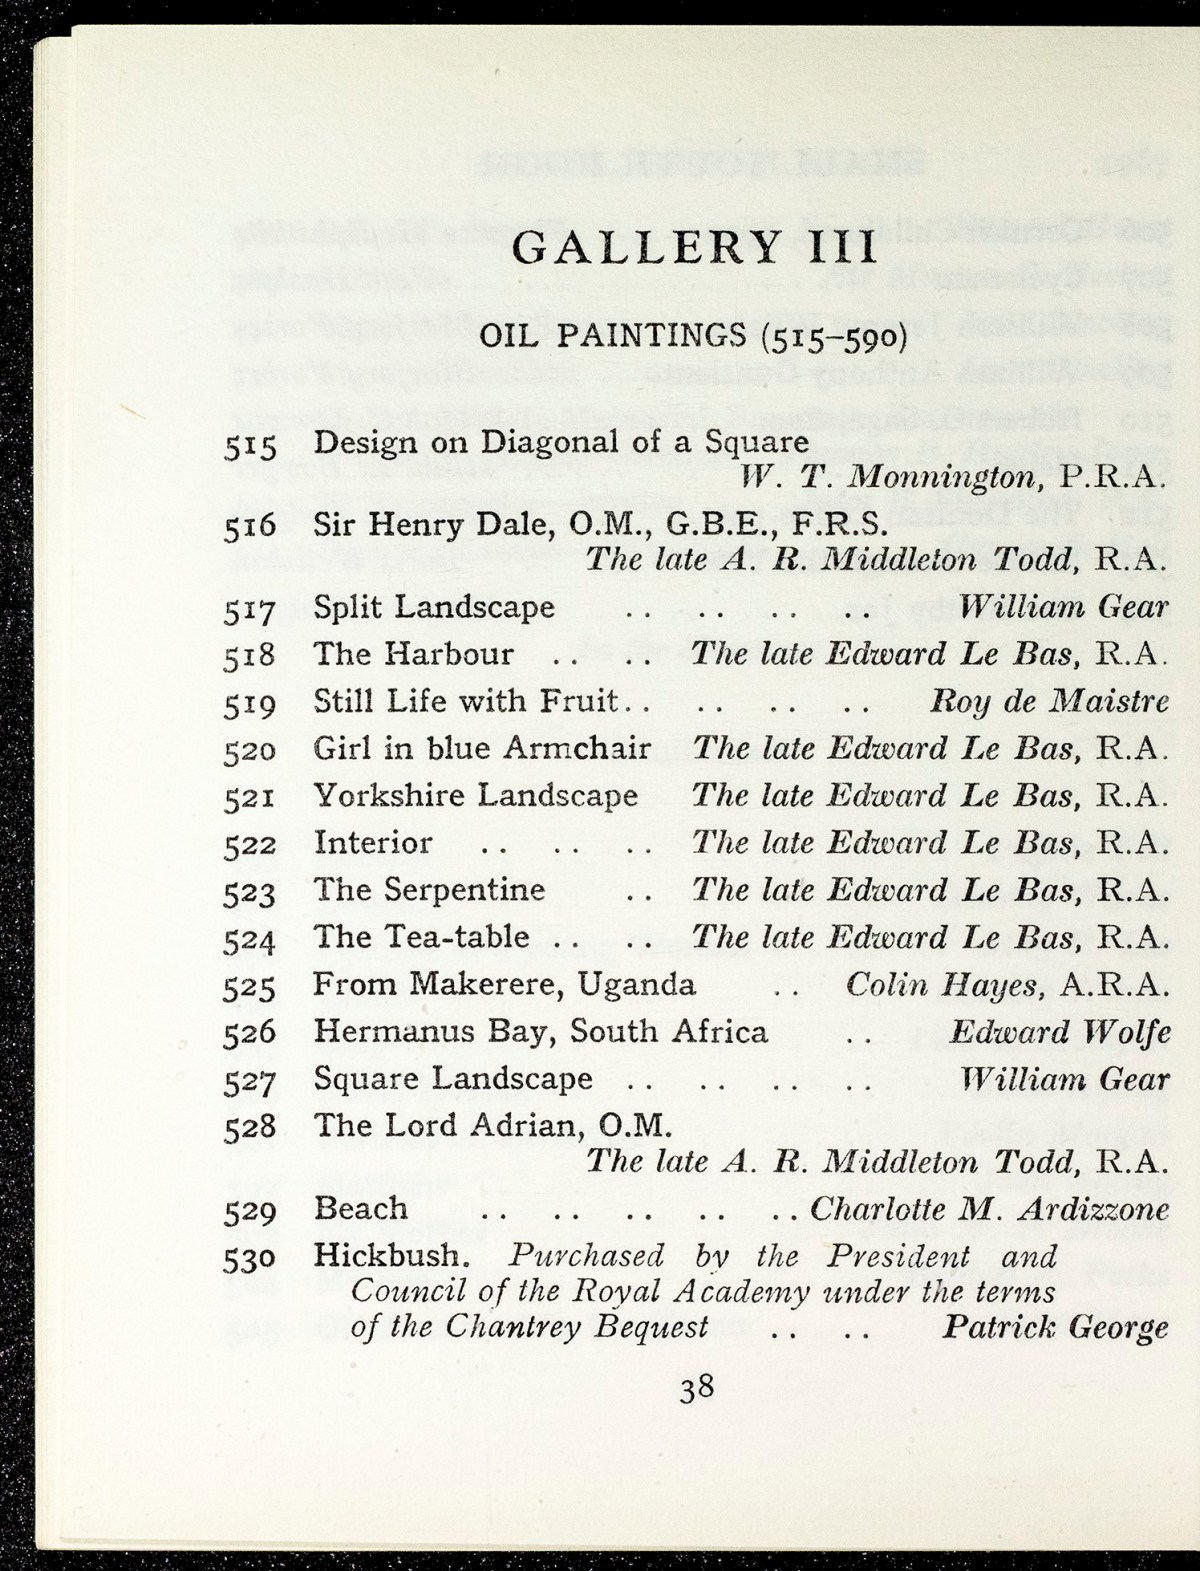 GALLERY III
OIL PAINTINGS (515–590)
515 Design on Diagonal of a Square
W. T. Monnington, P.R.A.
516 Sir Henry Dale, O.M., G.B.E., F.R.S.
The late A. R. Middleton Todd, R.A.
517 Split Landscape .. .. .. .. William Gear
518 The Harbour .. .. The late Edward Le Bas, R.A.
519 Still Life with Fruit.. .. .. .. Roy de Maistre
520 Girl in blue Armchair The late Edward Le Bas, R.A.
521 Yorkshire Landscape The late Edward Le Bas, R.A.
522 Interior .. .. .. The late Edward Le Bas, R.A.
523 The Serpentine .. The late Edward Le Bas, R.A.
524 The Tea-table .. .. The late Edward Le Bas, R.A.
525 From Makerere, Uganda .. Colin Hayes, A.R.A.
526 Hermanus Bay, South Africa .. Edward Wolfe
527 Square Landscape .. .. .. .. William Gear
528 The Lord Adrian, O.M.
The late A. R. Middleton Todd, R.A.
529 Beach .. .. .. .. .. Charlotte M. Ardizzone
530 Hickbush. Purchased by the President and
Council of the Royal Academy under the terms
of the Chantrey Bequest .. .. Patrick George
38